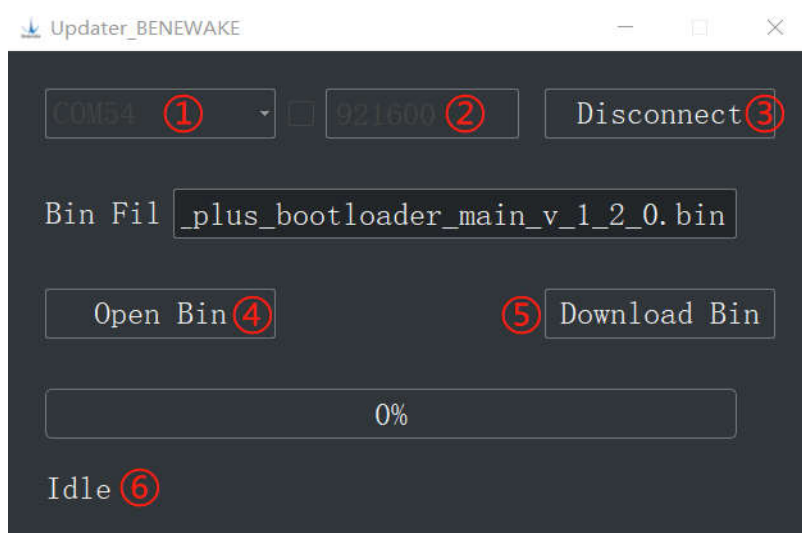 Updater_BENEWAKE
COM54 ① 921600 ② Disconnect ③
Bin Fil _plus_bootloader_main_v_1_2_0.bin
Open Bin ④ ⑤ Download Bin
0%
Idle ⑥